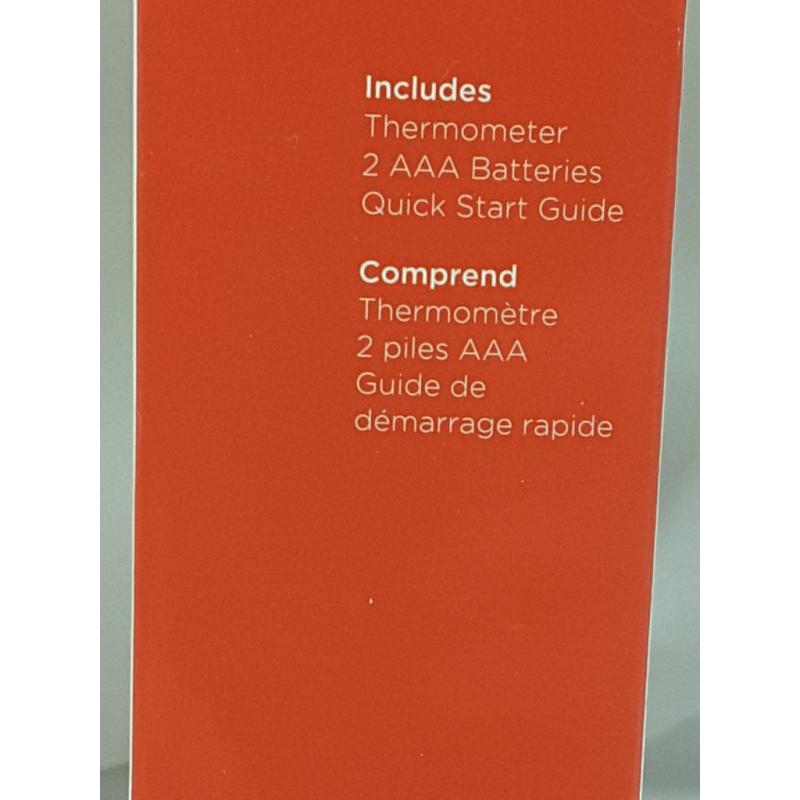 Includes
Thermometer
2 AAA Batteries
Quick Start Guide
Comprend
Thermomètre
2 piles AAA
Guide de
démarrage rapide